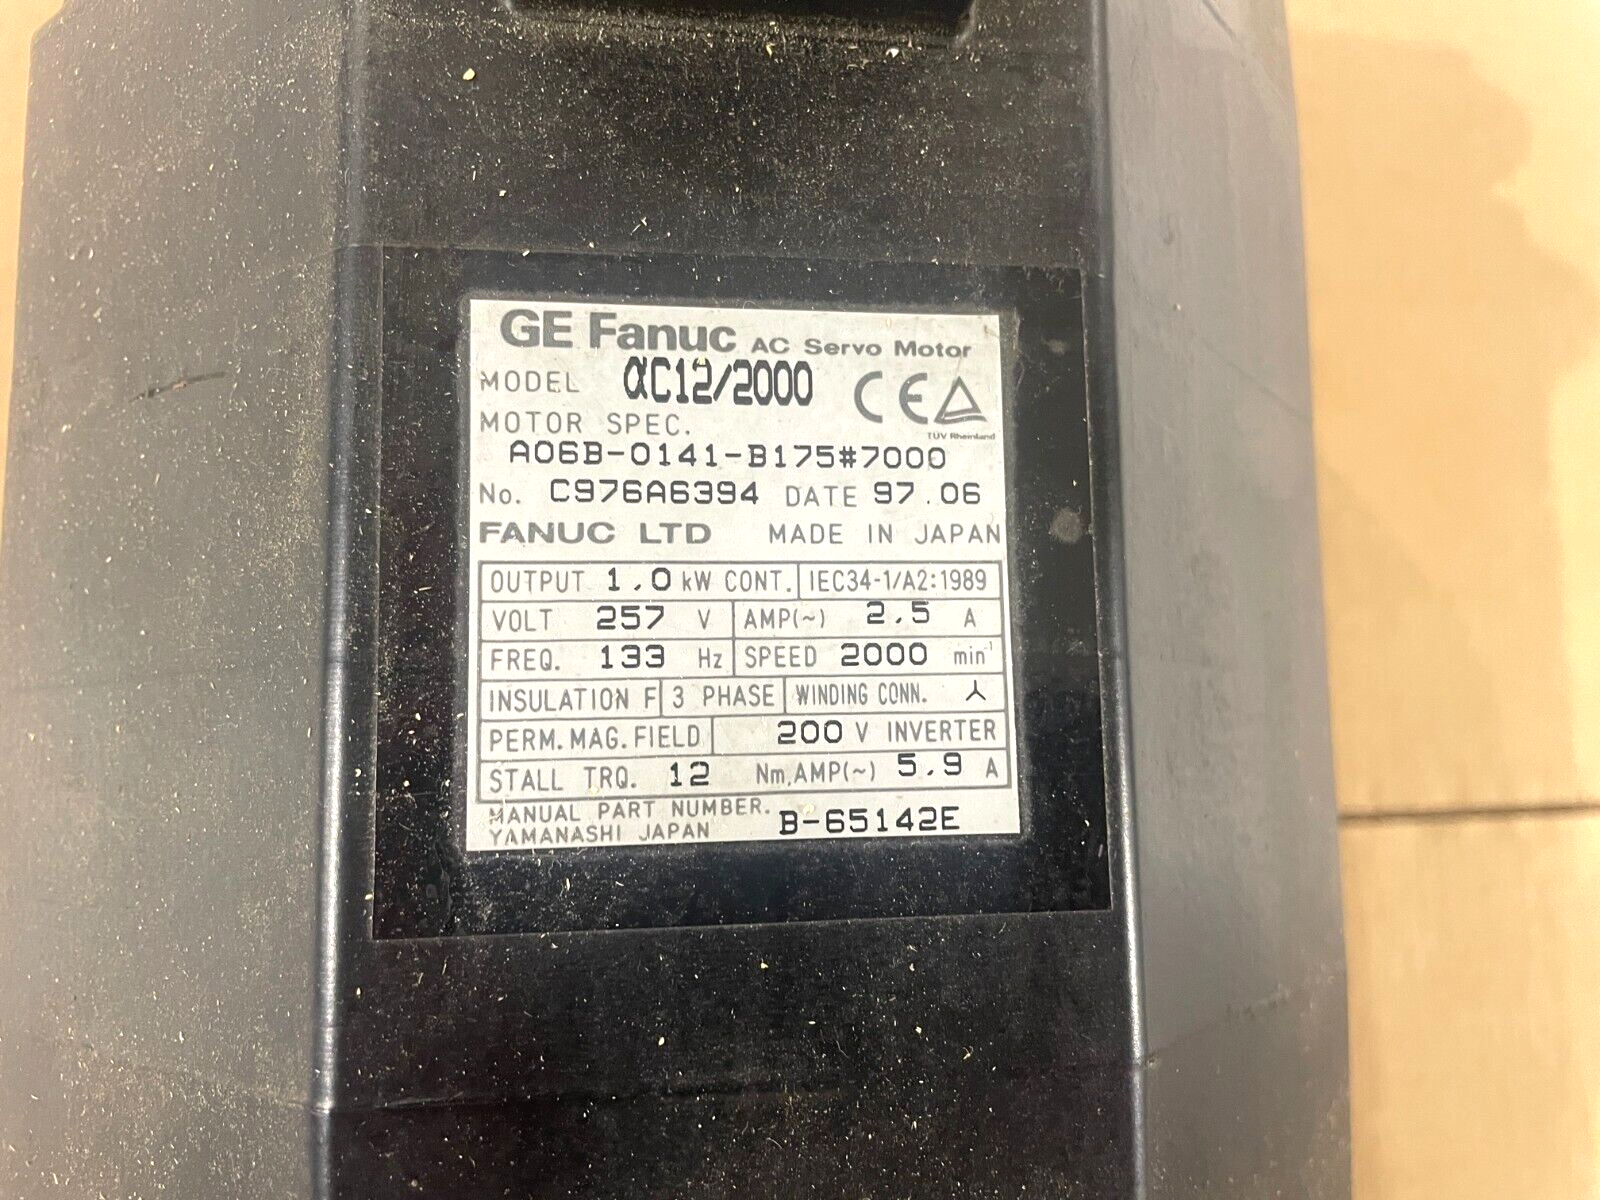 GE Fanuc AC Servo Motor
MODEL αC12/2000 CE
TÜV Rheinland
MOTOR SPEC.
A06B-0141-B175#7000
No. C976A6394 DATE 97.06
FANUC LTD MADE IN JAPAN
OUTPUT 1.0 kW CONT. IEC34-1/A2:1989
VOLT 257 V AMP(~) 2.5 A
FREQ. 133 Hz SPEED 2000 min⁻¹
INSULATION F 3 PHASE WINDING CONN.
PERM.MAG.FIELD 200 V INVERTER
STALL TRQ. 12 Nm,AMP(~) 5.9 A
MANUAL PART NUMBER. B-65142E
YAMANASHI JAPAN